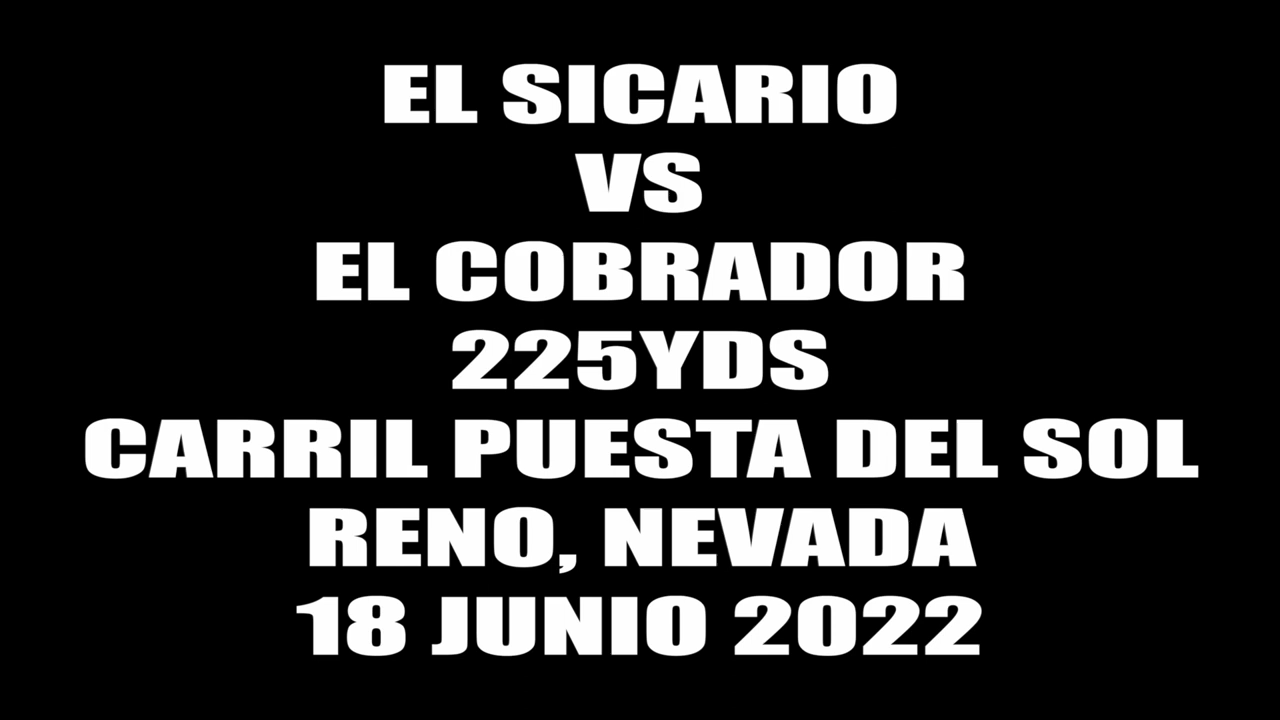 EL SICARIO
VS
EL COBRADOR
225YDS
CARRIL PUESTA DEL SOL
RENO, NEVADA
18 JUNIO 2022